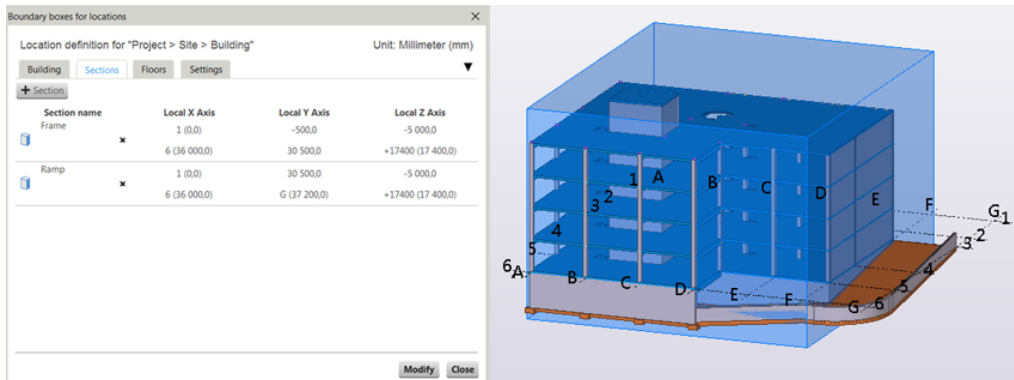 Boundary boxes for locations
Location definition for "Project > Site > Building" Unit: Millimeter (mm)
Building Sections Floors Settings
+ Section
Section name Local X Axis Local Y Axis Local Z Axis
Frame 1 (0,0) -500,0 -5 000,0
6 (36 000,0) 30 500,0 +17400 (17 400,0)
Ramp 1 (0,0) 30 500,0 -5 000,0
6 (36 000,0) G (37 200,0) +17400 (17 400,0)
Modify Close
1 A B C D E F G 1
2
3 2 3
4 4
5 5
6 A B C D E F G 6